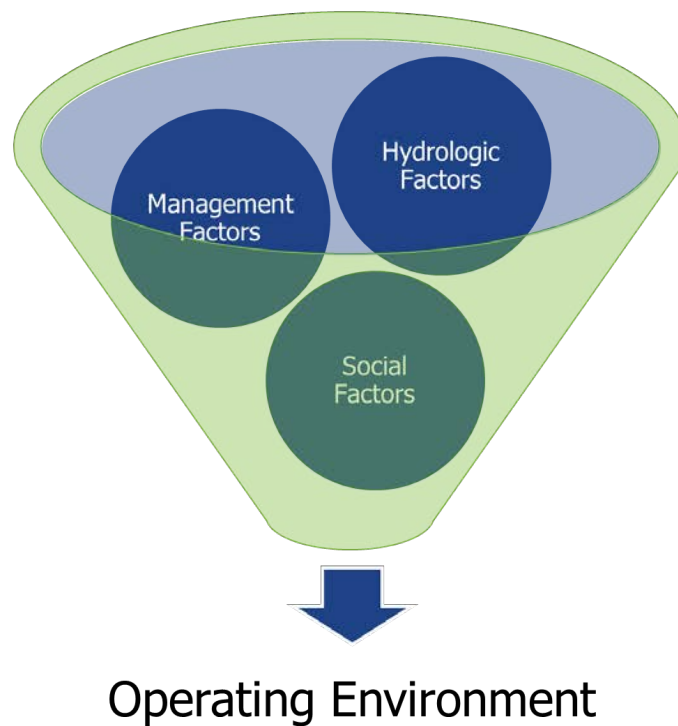 Hydrologic
Factors
Management
Factors
Social
Factors
Operating Environment